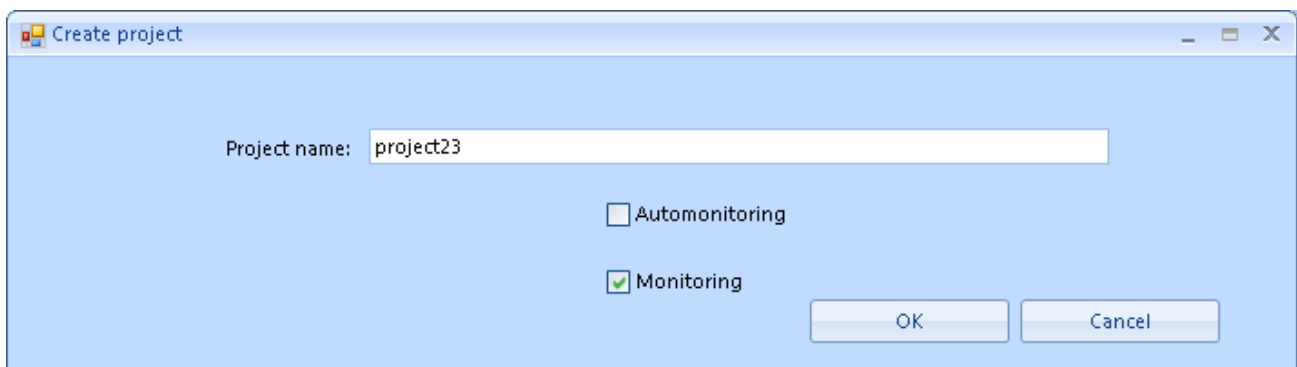 Create project
Project name: project23
Automonitoring
Monitoring
OK Cancel